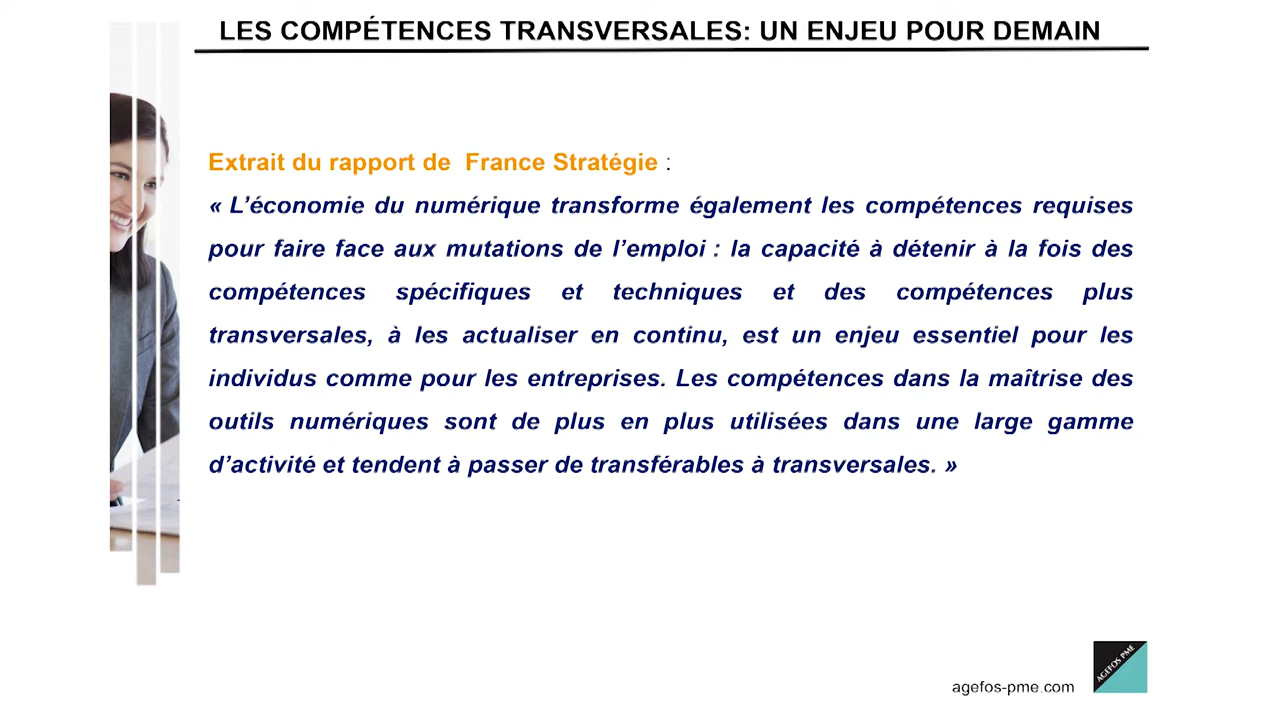 LES COMPÉTENCES TRANSVERSALES: UN ENJEU POUR DEMAIN
Extrait du rapport de France Stratégie :
« L’économie du numérique transforme également les compétences requises
pour faire face aux mutations de l’emploi : la capacité à détenir à la fois des
compétences spécifiques et techniques et des compétences plus
transversales, à les actualiser en continu, est un enjeu essentiel pour les
individus comme pour les entreprises. Les compétences dans la maîtrise des
outils numériques sont de plus en plus utilisées dans une large gamme
d’activité et tendent à passer de transférables à transversales. »
AGEFOS PME
agefos-pme.com